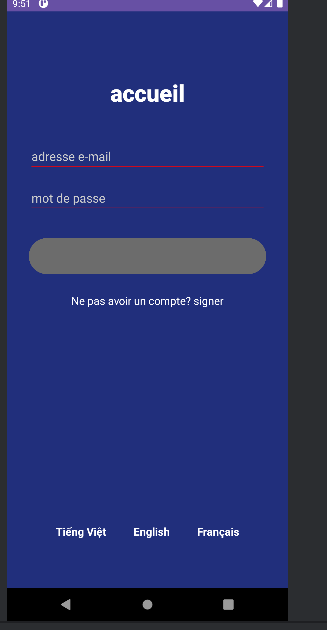 9:51
accueil
adresse e-mail
mot de passe
Ne pas avoir un compte? signer
Tiếng Việt English Français